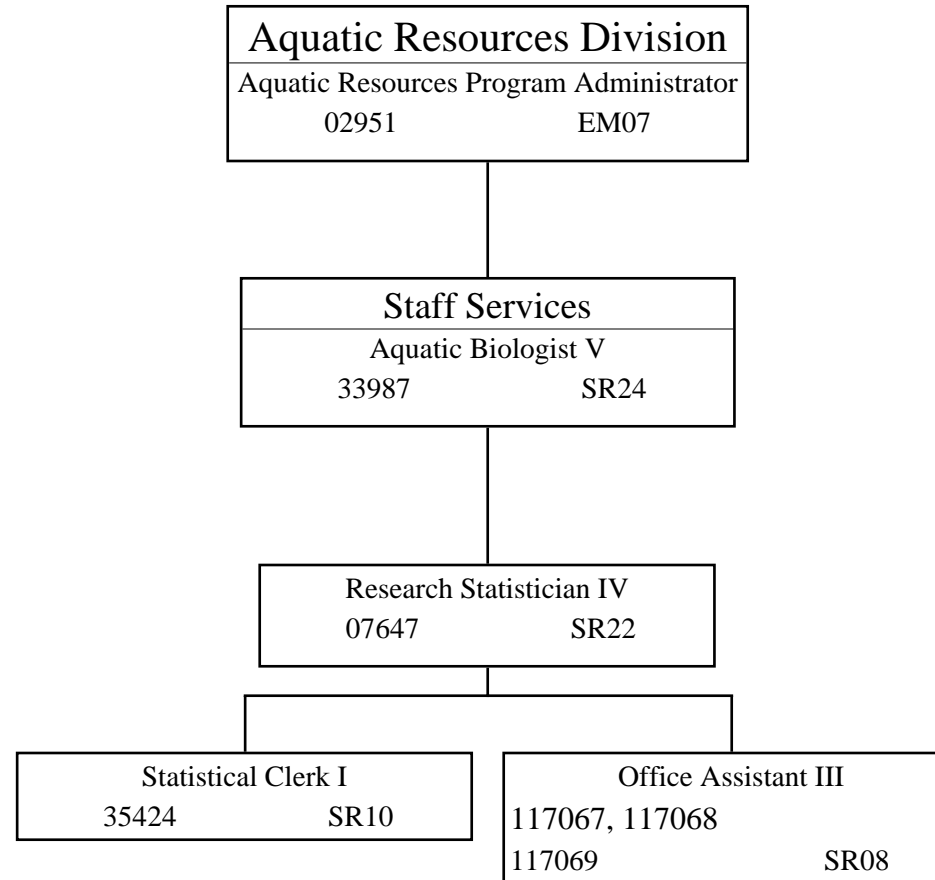 Aquatic Resources Division
Aquatic Resources Program Administrator
02951 EM07
Staff Services
Aquatic Biologist V
33987 SR24
Research Statistician IV
07647 SR22
Statistical Clerk I
35424 SR10
Office Assistant III
117067, 117068
117069 SR08